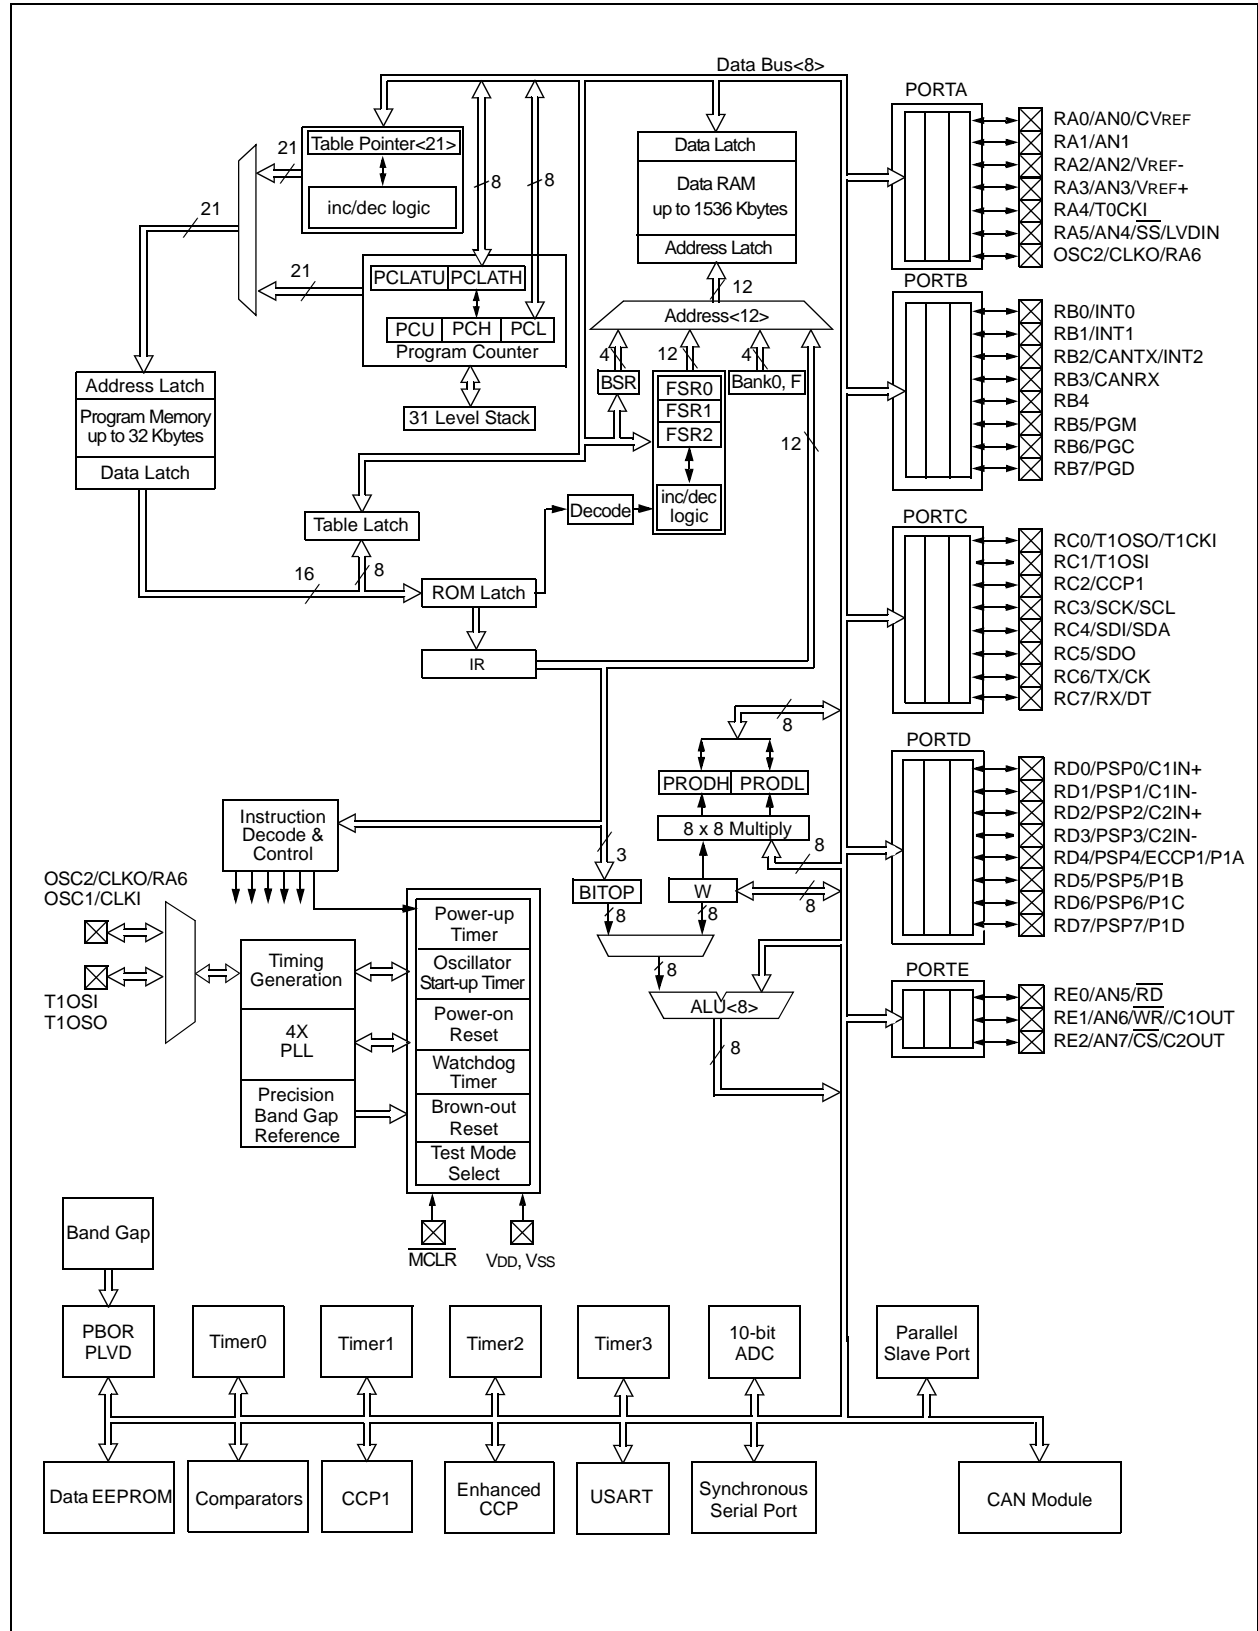 Data Bus<8>
Table Pointer<21>
inc/dec logic
21
21
21
8
8
PCLATU PCLATH
PCU PCH PCL
Program Counter
31 Level Stack
Data Latch
Data RAM
up to 1536 Kbytes
Address Latch
12
Address<12>
4
12
4
BSR
FSR0
FSR1
FSR2
Bank0, F
inc/dec
logic
12
Address Latch
Program Memory
up to 32 Kbytes
Data Latch
Table Latch
Decode
16
8
ROM Latch
IR
8
PRODH PRODL
8 x 8 Multiply
8
Instruction
Decode &
Control
3
BITOP
W
8
8
8
8
ALU<8>
8
OSC2/CLKO/RA6
OSC1/CLKI
T1OSI
T1OSO
Timing
Generation
4X
PLL
Precision
Band Gap
Reference
Power-up
Timer
Oscillator
Start-up Timer
Power-on
Reset
Watchdog
Timer
Brown-out
Reset
Test Mode
Select
MCLR
VDD, VSS
PORTA
RA0/AN0/CVREF
RA1/AN1
RA2/AN2/VREF-
RA3/AN3/VREF+
RA4/T0CKI
RA5/AN4/SS/LVDIN
OSC2/CLKO/RA6
PORTB
RB0/INT0
RB1/INT1
RB2/CANTX/INT2
RB3/CANRX
RB4
RB5/PGM
RB6/PGC
RB7/PGD
PORTC
RC0/T1OSO/T1CKI
RC1/T1OSI
RC2/CCP1
RC3/SCK/SCL
RC4/SDI/SDA
RC5/SDO
RC6/TX/CK
RC7/RX/DT
PORTD
RD0/PSP0/C1IN+
RD1/PSP1/C1IN-
RD2/PSP2/C2IN+
RD3/PSP3/C2IN-
RD4/PSP4/ECCP1/P1A
RD5/PSP5/P1B
RD6/PSP6/P1C
RD7/PSP7/P1D
PORTE
RE0/AN5/RD
RE1/AN6/WR//C1OUT
RE2/AN7/CS/C2OUT
Band Gap
PBOR
PLVD
Timer0
Timer1
Timer2
Timer3
10-bit
ADC
Parallel
Slave Port
Data EEPROM
Comparators
CCP1
Enhanced
CCP
USART
Synchronous
Serial Port
CAN Module